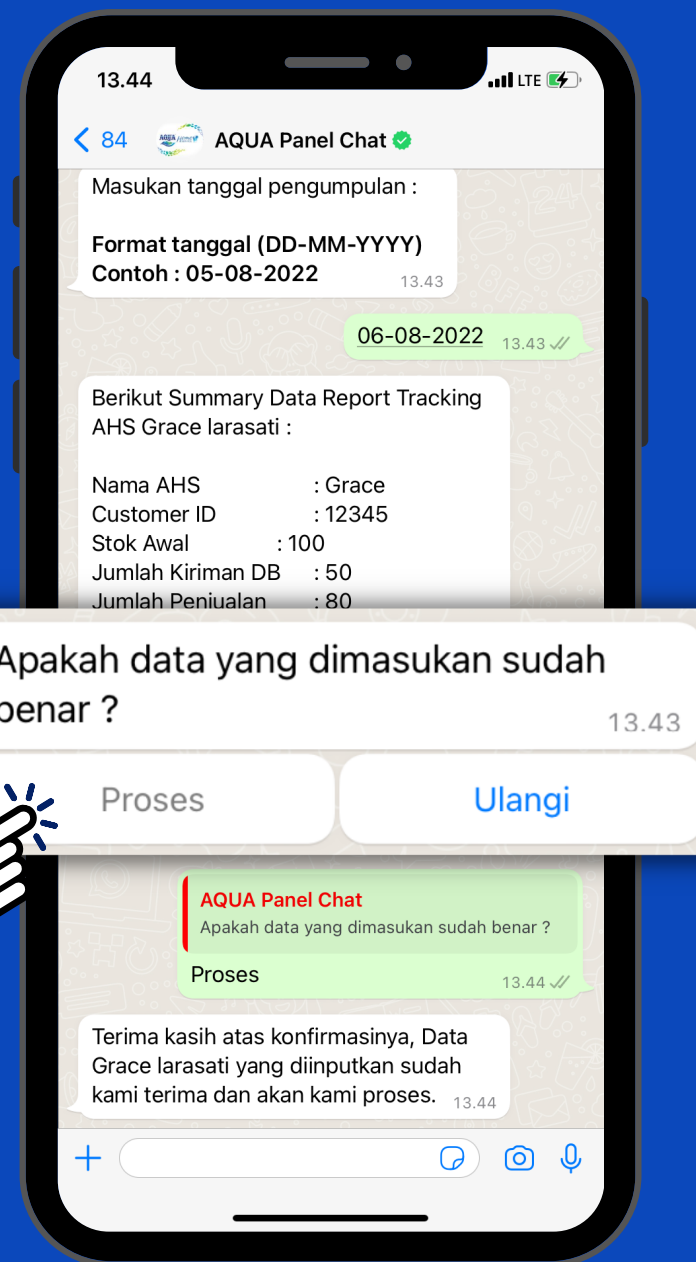 13.44
LTE
84
AQUA Panel Chat
Masukan tanggal pengumpulan :
Format tanggal (DD-MM-YYYY)
Contoh : 05-08-2022
13.43
06-08-2022
13.43
Berikut Summary Data Report Tracking
AHS Grace larasati :
Nama AHS : Grace
Customer ID : 12345
Stok Awal : 100
Jumlah Kiriman DB : 50
Jumlah Penjualan : 80
Apakah data yang dimasukan sudah
benar ?
13.43
Proses
Ulangi
AQUA Panel Chat
Apakah data yang dimasukan sudah benar ?
Proses
13.44
Terima kasih atas konfirmasinya, Data
Grace larasati yang diinputkan sudah
kami terima dan akan kami proses.
13.44